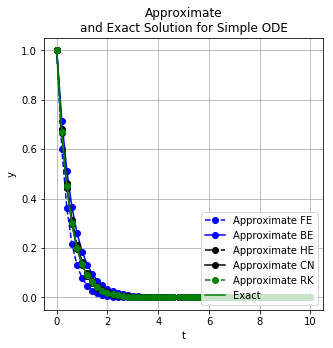 Approximate
and Exact Solution for Simple ODE
1.0
0.8
0.6
0.4
0.2
0.0
y
0
2
4
6
8
10
t
Approximate FE
Approximate BE
Approximate HE
Approximate CN
Approximate RK
Exact